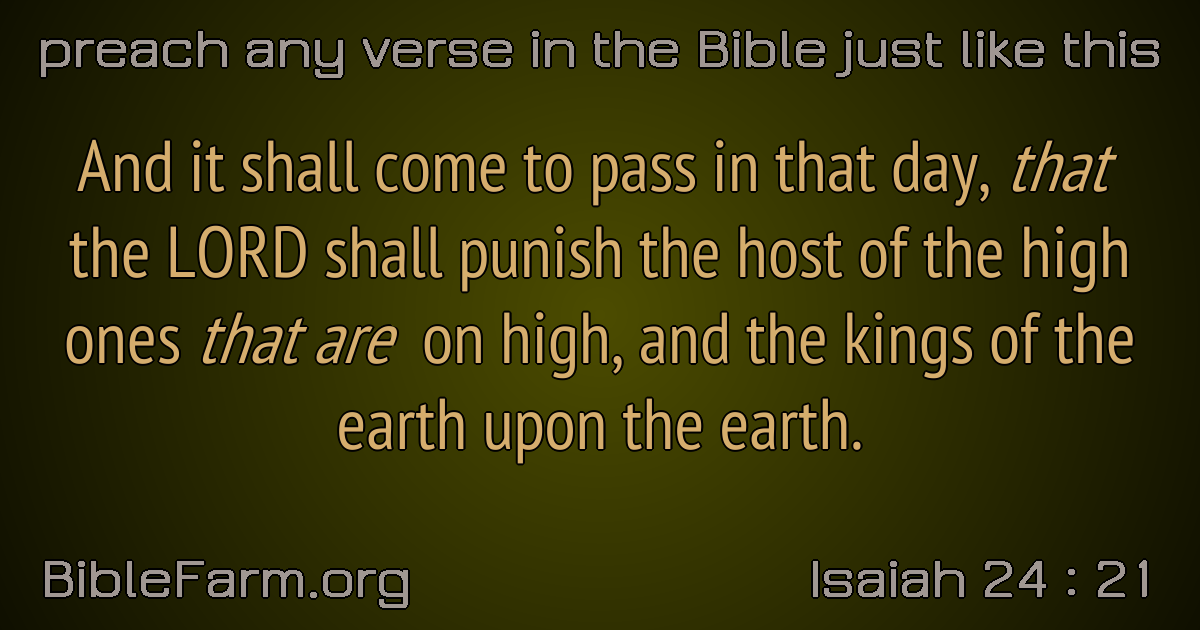 preach any verse in the Bible just like this
And it shall come to pass in that day, that
the LORD shall punish the host of the high
ones that are on high, and the kings of the
earth upon the earth.
BibleFarm.org
Isaiah 24 : 21